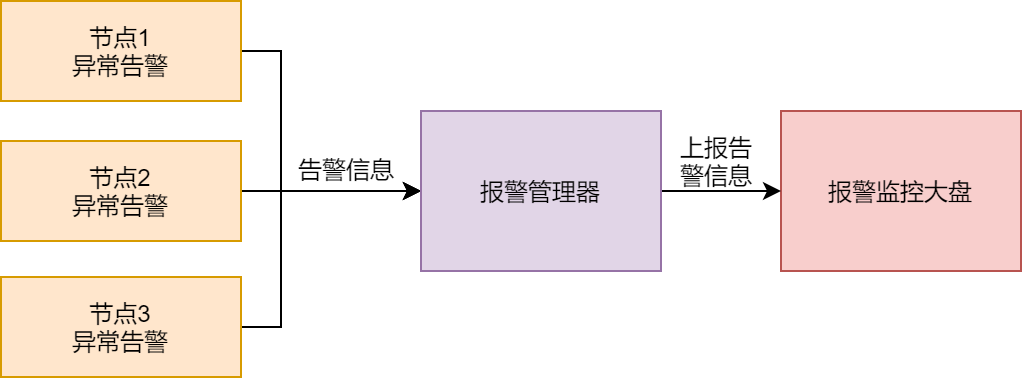 节点1
异常告警
节点2
异常告警
节点3
异常告警
告警信息
报警管理器
上报告
警信息
报警监控大盘